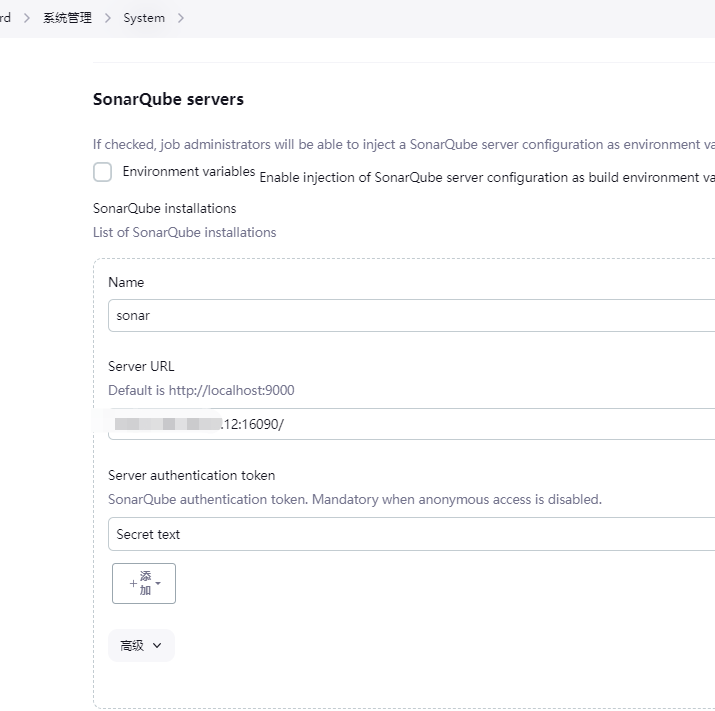 rd > 系统管理 > System >
SonarQube servers
If checked, job administrators will be able to inject a SonarQube server configuration as environment va
Environment variables Enable injection of SonarQube server configuration as build environment va
SonarQube installations
List of SonarQube installations
Name
sonar
Server URL
Default is http://localhost:9000
.12:16090/
Server authentication token
SonarQube authentication token. Mandatory when anonymous access is disabled.
Secret text
+ 添
加
高级